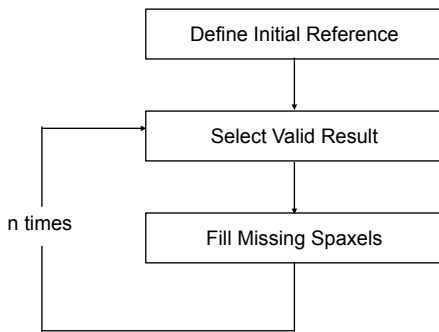 Define Initial Reference
Select Valid Result
n times
Fill Missing Spaxels